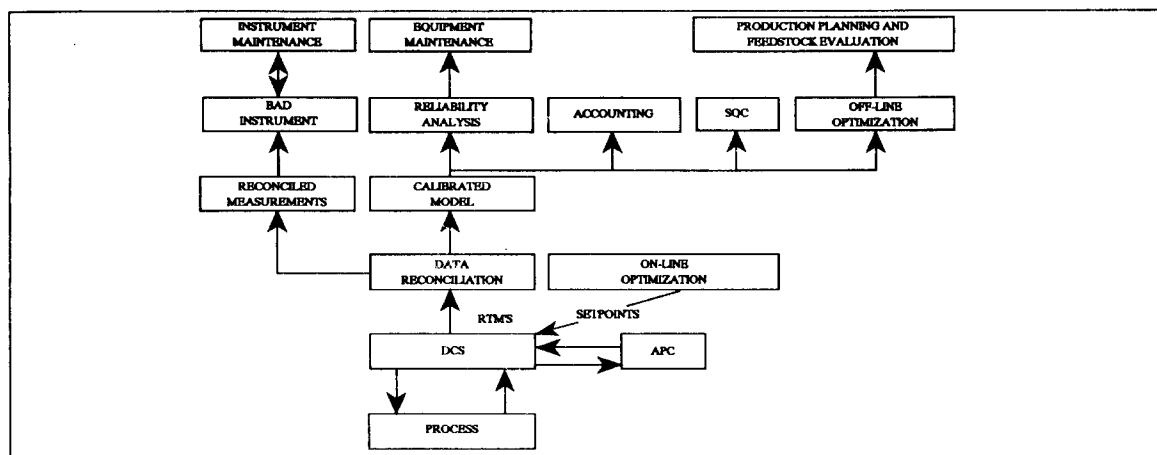 INSTRUMENT
MAINTENANCE
EQUIPMENT
MAINTENANCE
PRODUCTION PLANNING AND
FEEDSTOCK EVALUATION
BAD
INSTRUMENT
RELIABILITY
ANALYSIS
ACCOUNTING
SQC
OFF-LINE
OPTIMIZATION
RECONCILED
MEASUREMENTS
CALIBRATED
MODEL
DATA
RECONCILIATION
ON-LINE
OPTIMIZATION
RTM'S
SETPOINTS
DCS
APC
PROCESS